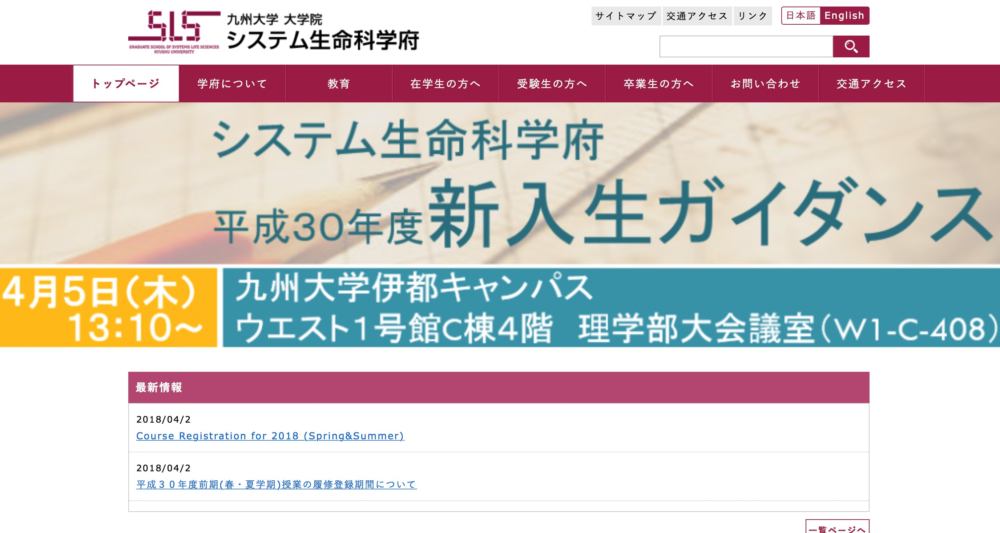 SLS
GRADUATE SCHOOL OF SYSTEMS LIFE SCIENCES
KYUSHU UNIVERSITY
九州大学 大学院
システム生命科学府
サイトマップ 交通アクセス リンク 日本語 English
トップページ 学府について 教育 在学生の方へ 受験生の方へ 卒業生の方へ お問い合わせ 交通アクセス
システム生命科学府
平成30年度新入生ガイダンス
4月5日(木)
13:10～
九州大学伊都キャンパス
ウエスト1号館C棟4階 理学部大会議室(W1-C-408)
最新情報
2018/04/2
Course Registration for 2018 (Spring&Summer)
2018/04/2
平成３０年度前期(春・夏学期)授業の履修登録期間について
一覧ページへ